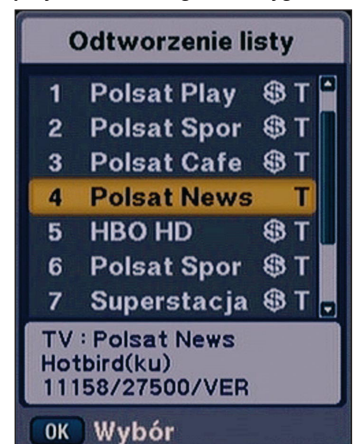 Odtworzenie listy
1 Polsat Play $ T
2 Polsat Spor $ T
3 Polsat Cafe $ T
4 Polsat News T
5 HBO HD $ T
6 Polsat Spor $ T
7 Superstacja $ T
TV : Polsat News
Hotbird(ku)
11158/27500/VER
OK Wybór